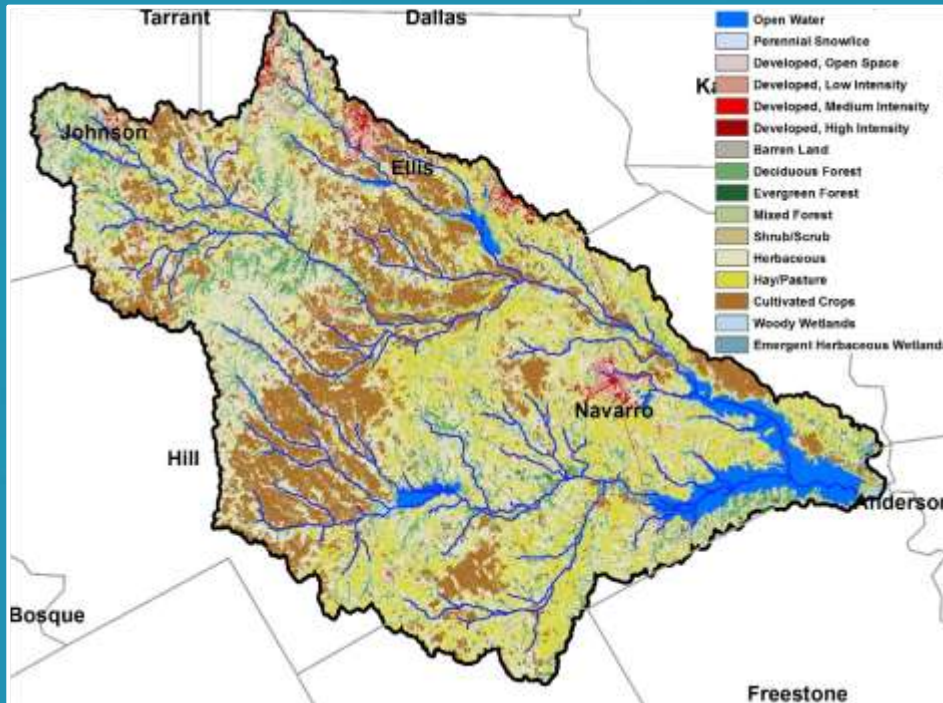 Tarrant
Dallas
Open Water
Perennial Snow/Ice
Developed, Open Space
Developed, Low Intensity
Ka
Developed, Medium Intensity
Developed, High Intensity
Barren Land
Deciduous Forest
Evergreen Forest
Mixed Forest
Shrub/Scrub
Herbaceous
Hay/Pasture
Cultivated Crops
Woody Wetlands
Emergent Herbaceous Wetlands
Johnson
Ellis
Navarro
Hill
Anderson
Bosque
Freestone